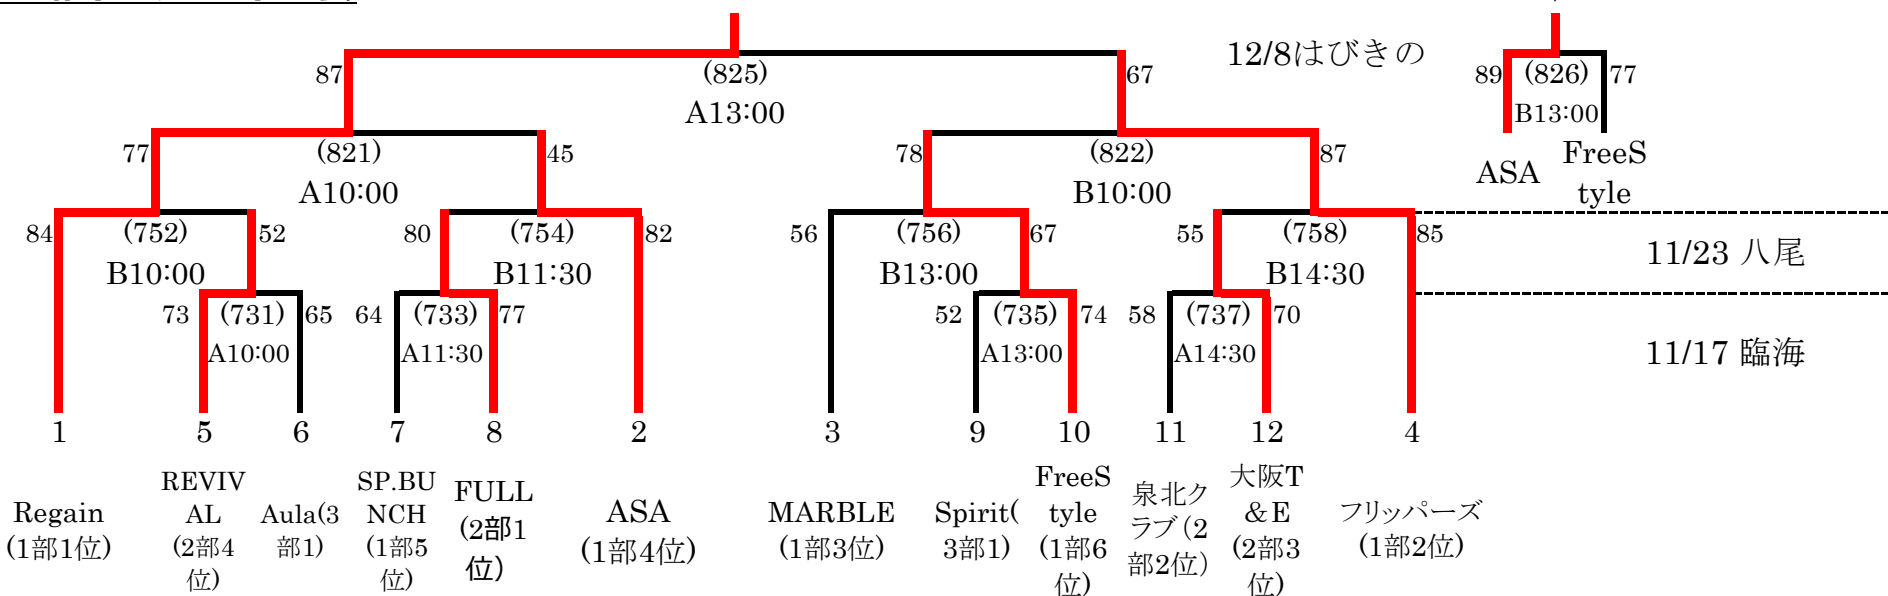 12/8はびきの
87
(825)
67
89
(826)
77
A13:00
B13:00
77
(821)
45
78
(822)
87
ASA
FreeS
tyle
A10:00
B10:00
84
(752)
52
80
(754)
82
56
(756)
67
55
(758)
85
B10:00
B11:30
B13:00
B14:30
11/23 八尾
73
(731)
65
64
(733)
77
52
(735)
74
58
(737)
70
A10:00
A11:30
A13:00
A14:30
11/17 臨海
1
5
6
7
8
2
3
9
10
11
12
4
Regain
(1部1位)
REVIV
AL
(2部4
位)
Aula(3
部1)
SP.BU
NCH
(1部5
位)
FULL
(2部1
位)
ASA
(1部4位)
MARBLE
(1部3位)
Spirit(
3部1)
FreeS
tyle
(1部6
位)
泉北ク
ラブ(2
部2位)
大阪T
＆E
(2部3
位)
フリッパーズ
(1部2位)